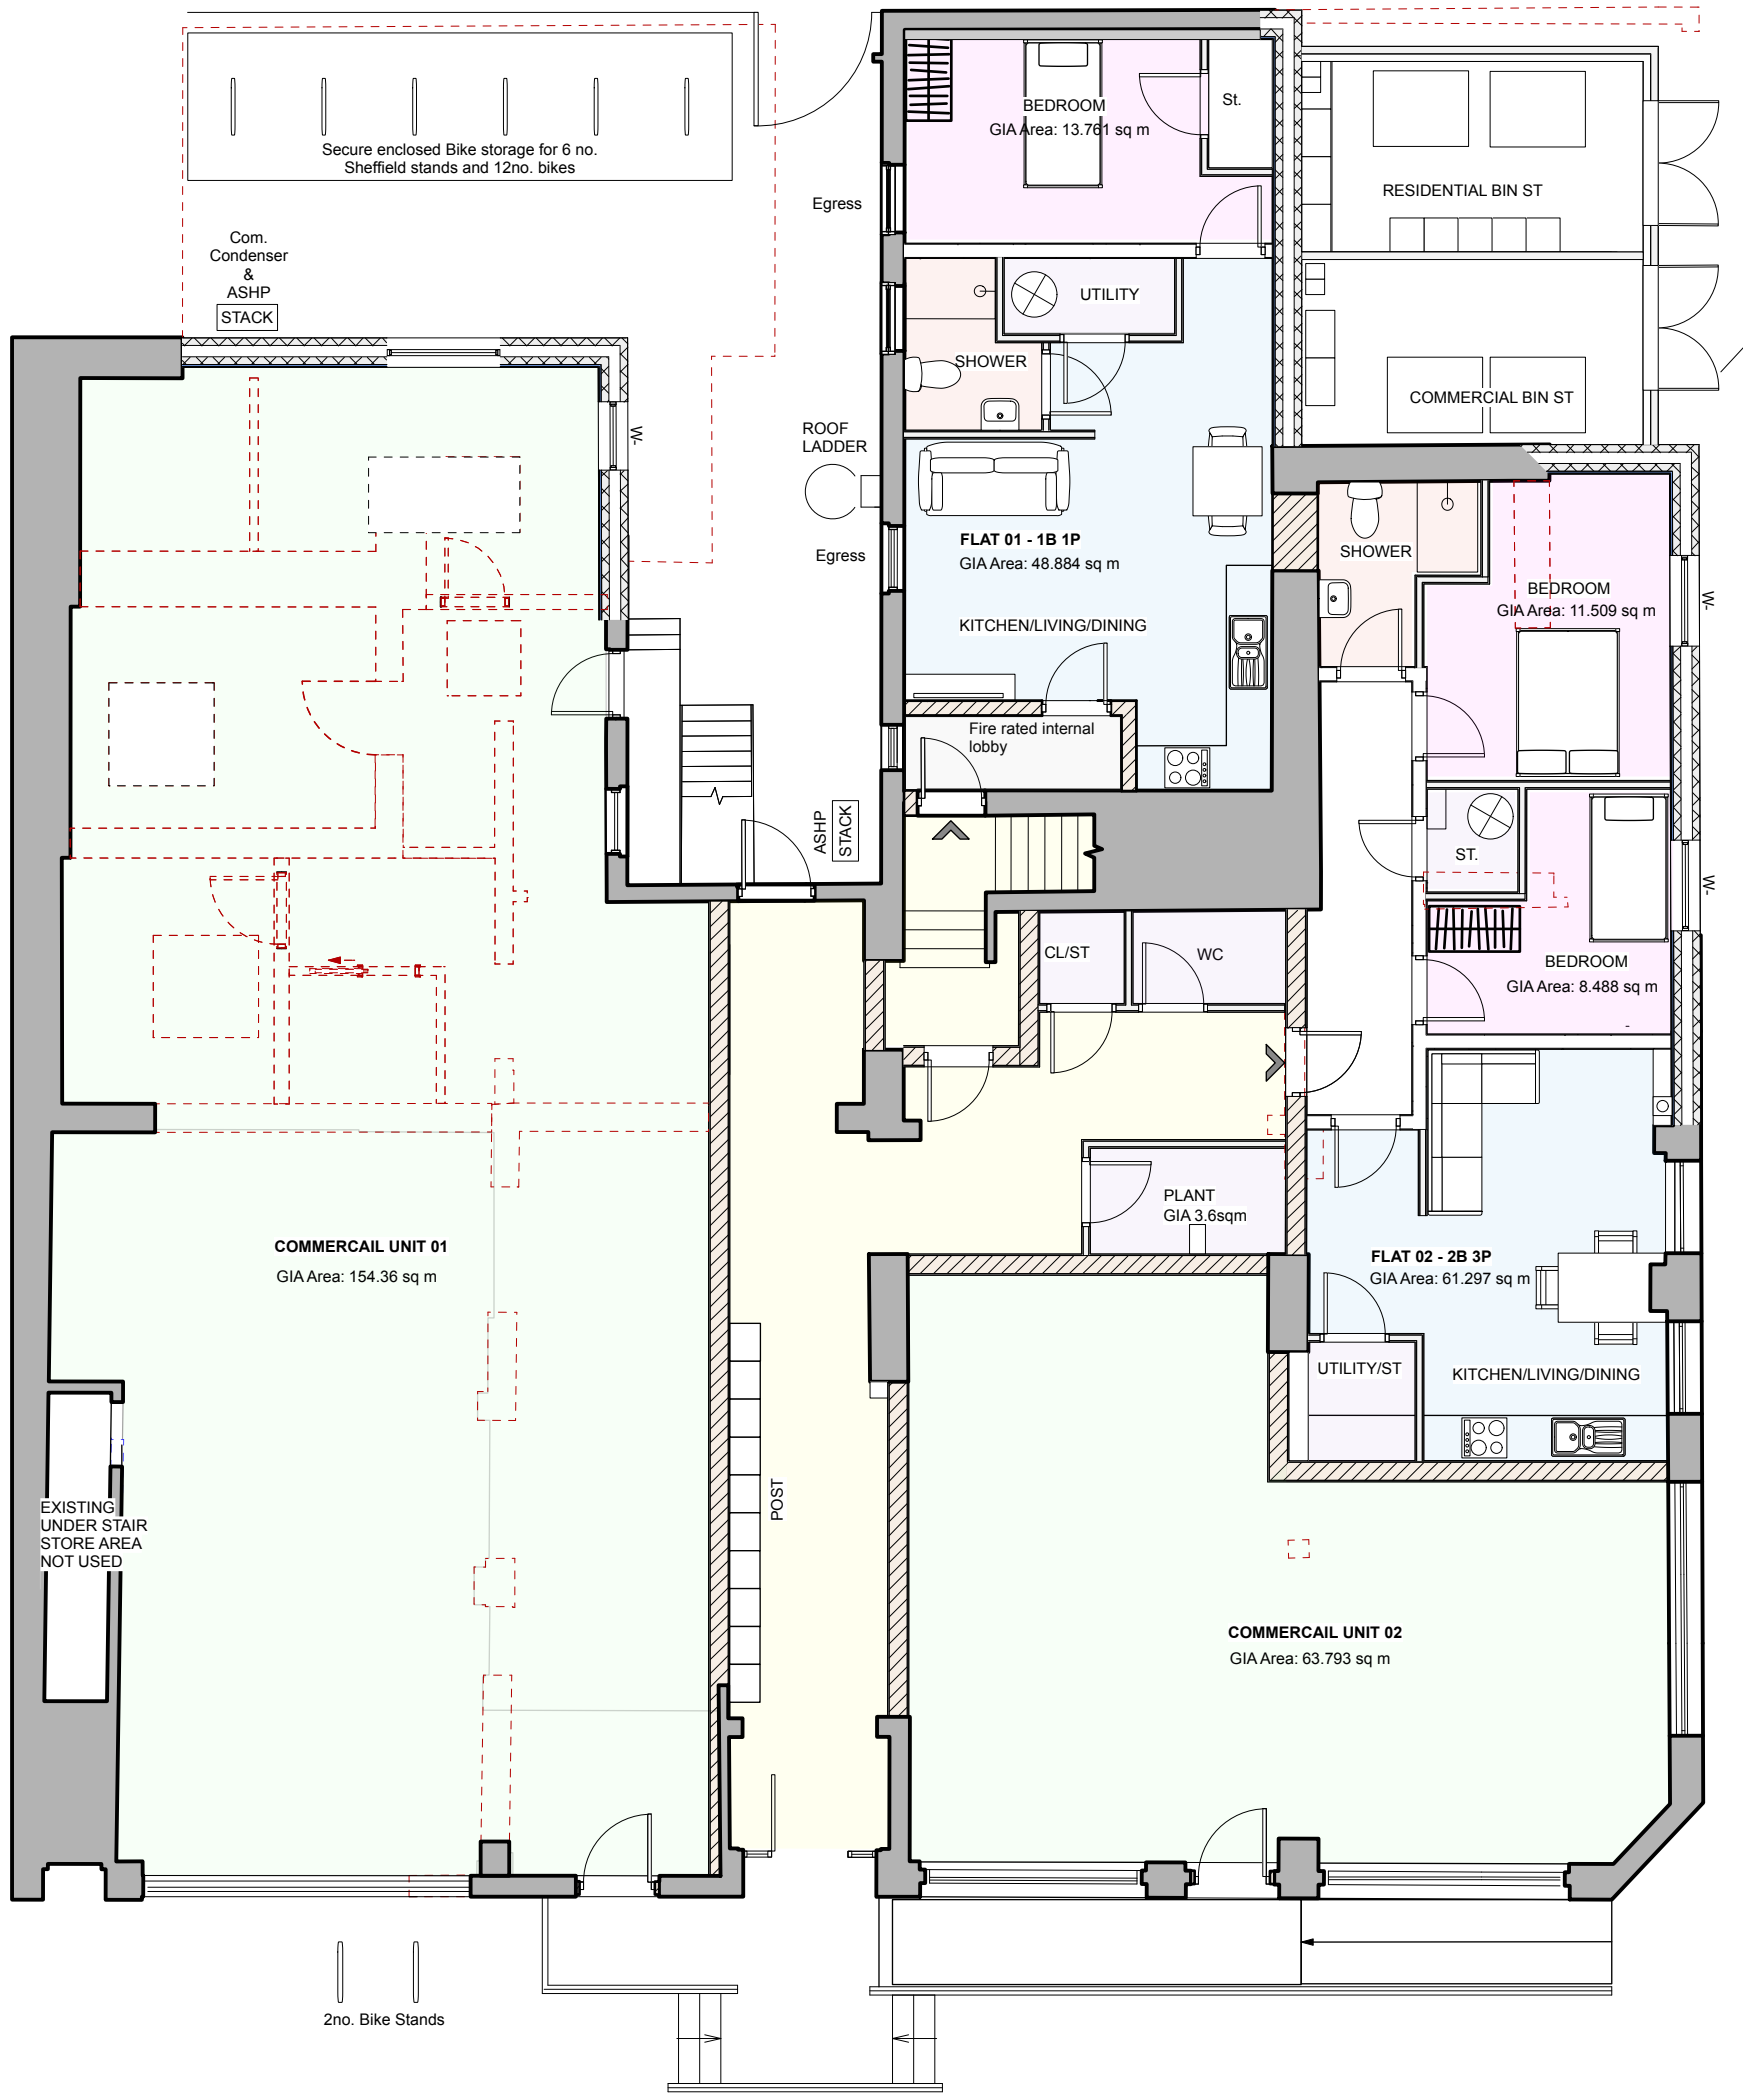 BEDROOM
GIA Area: 13.761 sq m
St.
Secure enclosed Bike storage for 6 no.
Sheffield stands and 12no. bikes
Egress
RESIDENTIAL BIN ST
Com.
Condenser
&
ASHP
STACK
UTILITY
SHOWER
COMMERCIAL BIN ST
W-
ROOF
LADDER
Egress
FLAT 01 - 1B 1P
GIA Area: 48.884 sq m
KITCHEN/LIVING/DINING
SHOWER
BEDROOM
GIA Area: 11.509 sq m
W-
Fire rated internal
lobby
ASHP
STACK
ST.
W-
CL/ST
WC
BEDROOM
GIA Area: 8.488 sq m
PLANT
GIA 3.6sqm
COMMERCAIL UNIT 01
GIA Area: 154.36 sq m
FLAT 02 - 2B 3P
GIA Area: 61.297 sq m
UTILITY/ST
KITCHEN/LIVING/DINING
POST
EXISTING
UNDER STAIR
STORE AREA
NOT USED
COMMERCAIL UNIT 02
GIA Area: 63.793 sq m
2no. Bike Stands